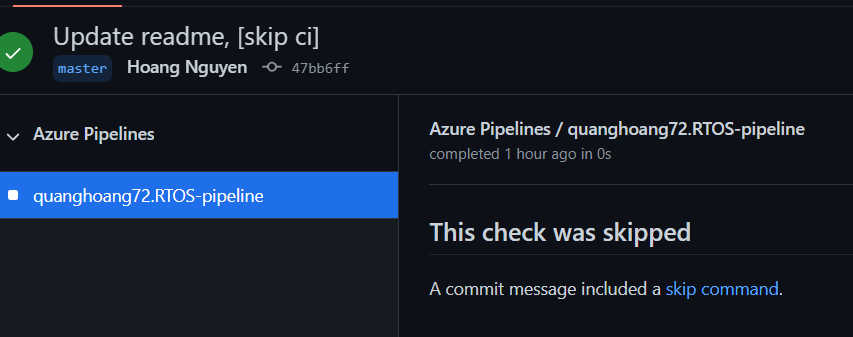 Update readme, [skip ci]
master Hoang Nguyen 47bb6ff
Azure Pipelines
quanghoang72.RTOS-pipeline
Azure Pipelines / quanghoang72.RTOS-pipeline
completed 1 hour ago in 0s
This check was skipped
A commit message included a skip command.